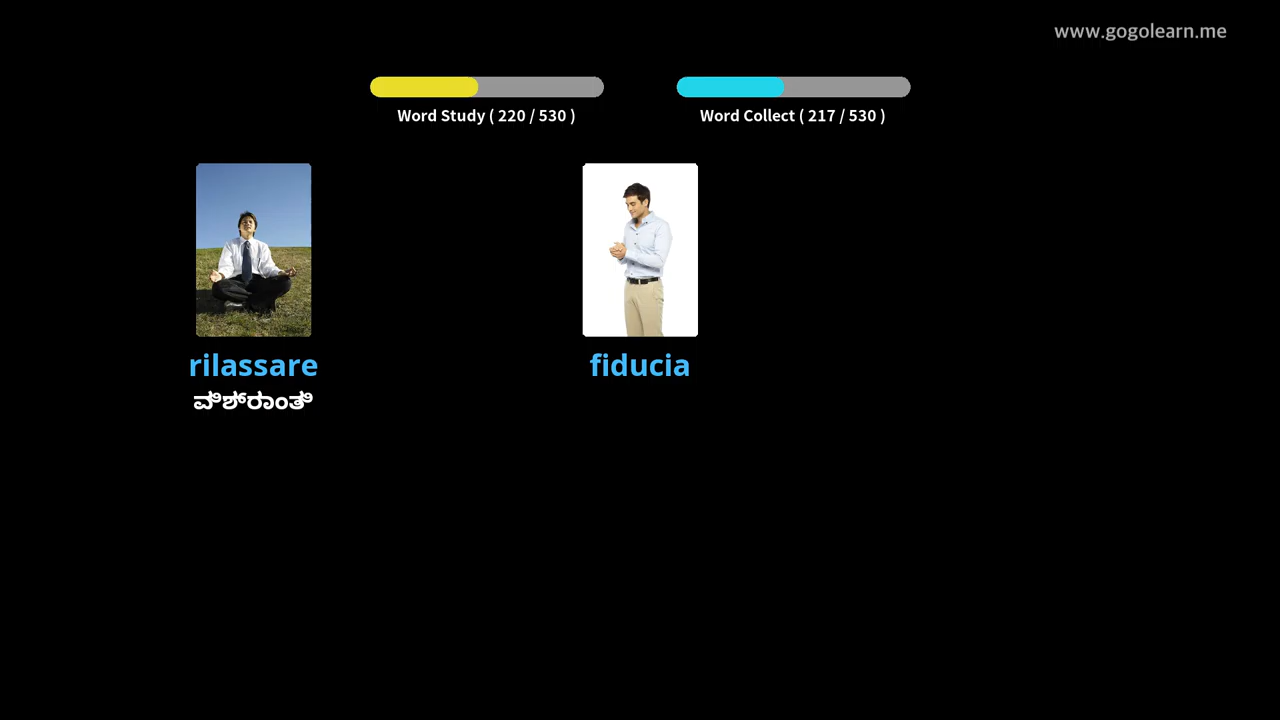 www.gogolearn.me
Word Study ( 220 / 530 )
Word Collect ( 217 / 530 )
rilassare
fiducia
ವಿಶ್ರಾಂತಿ